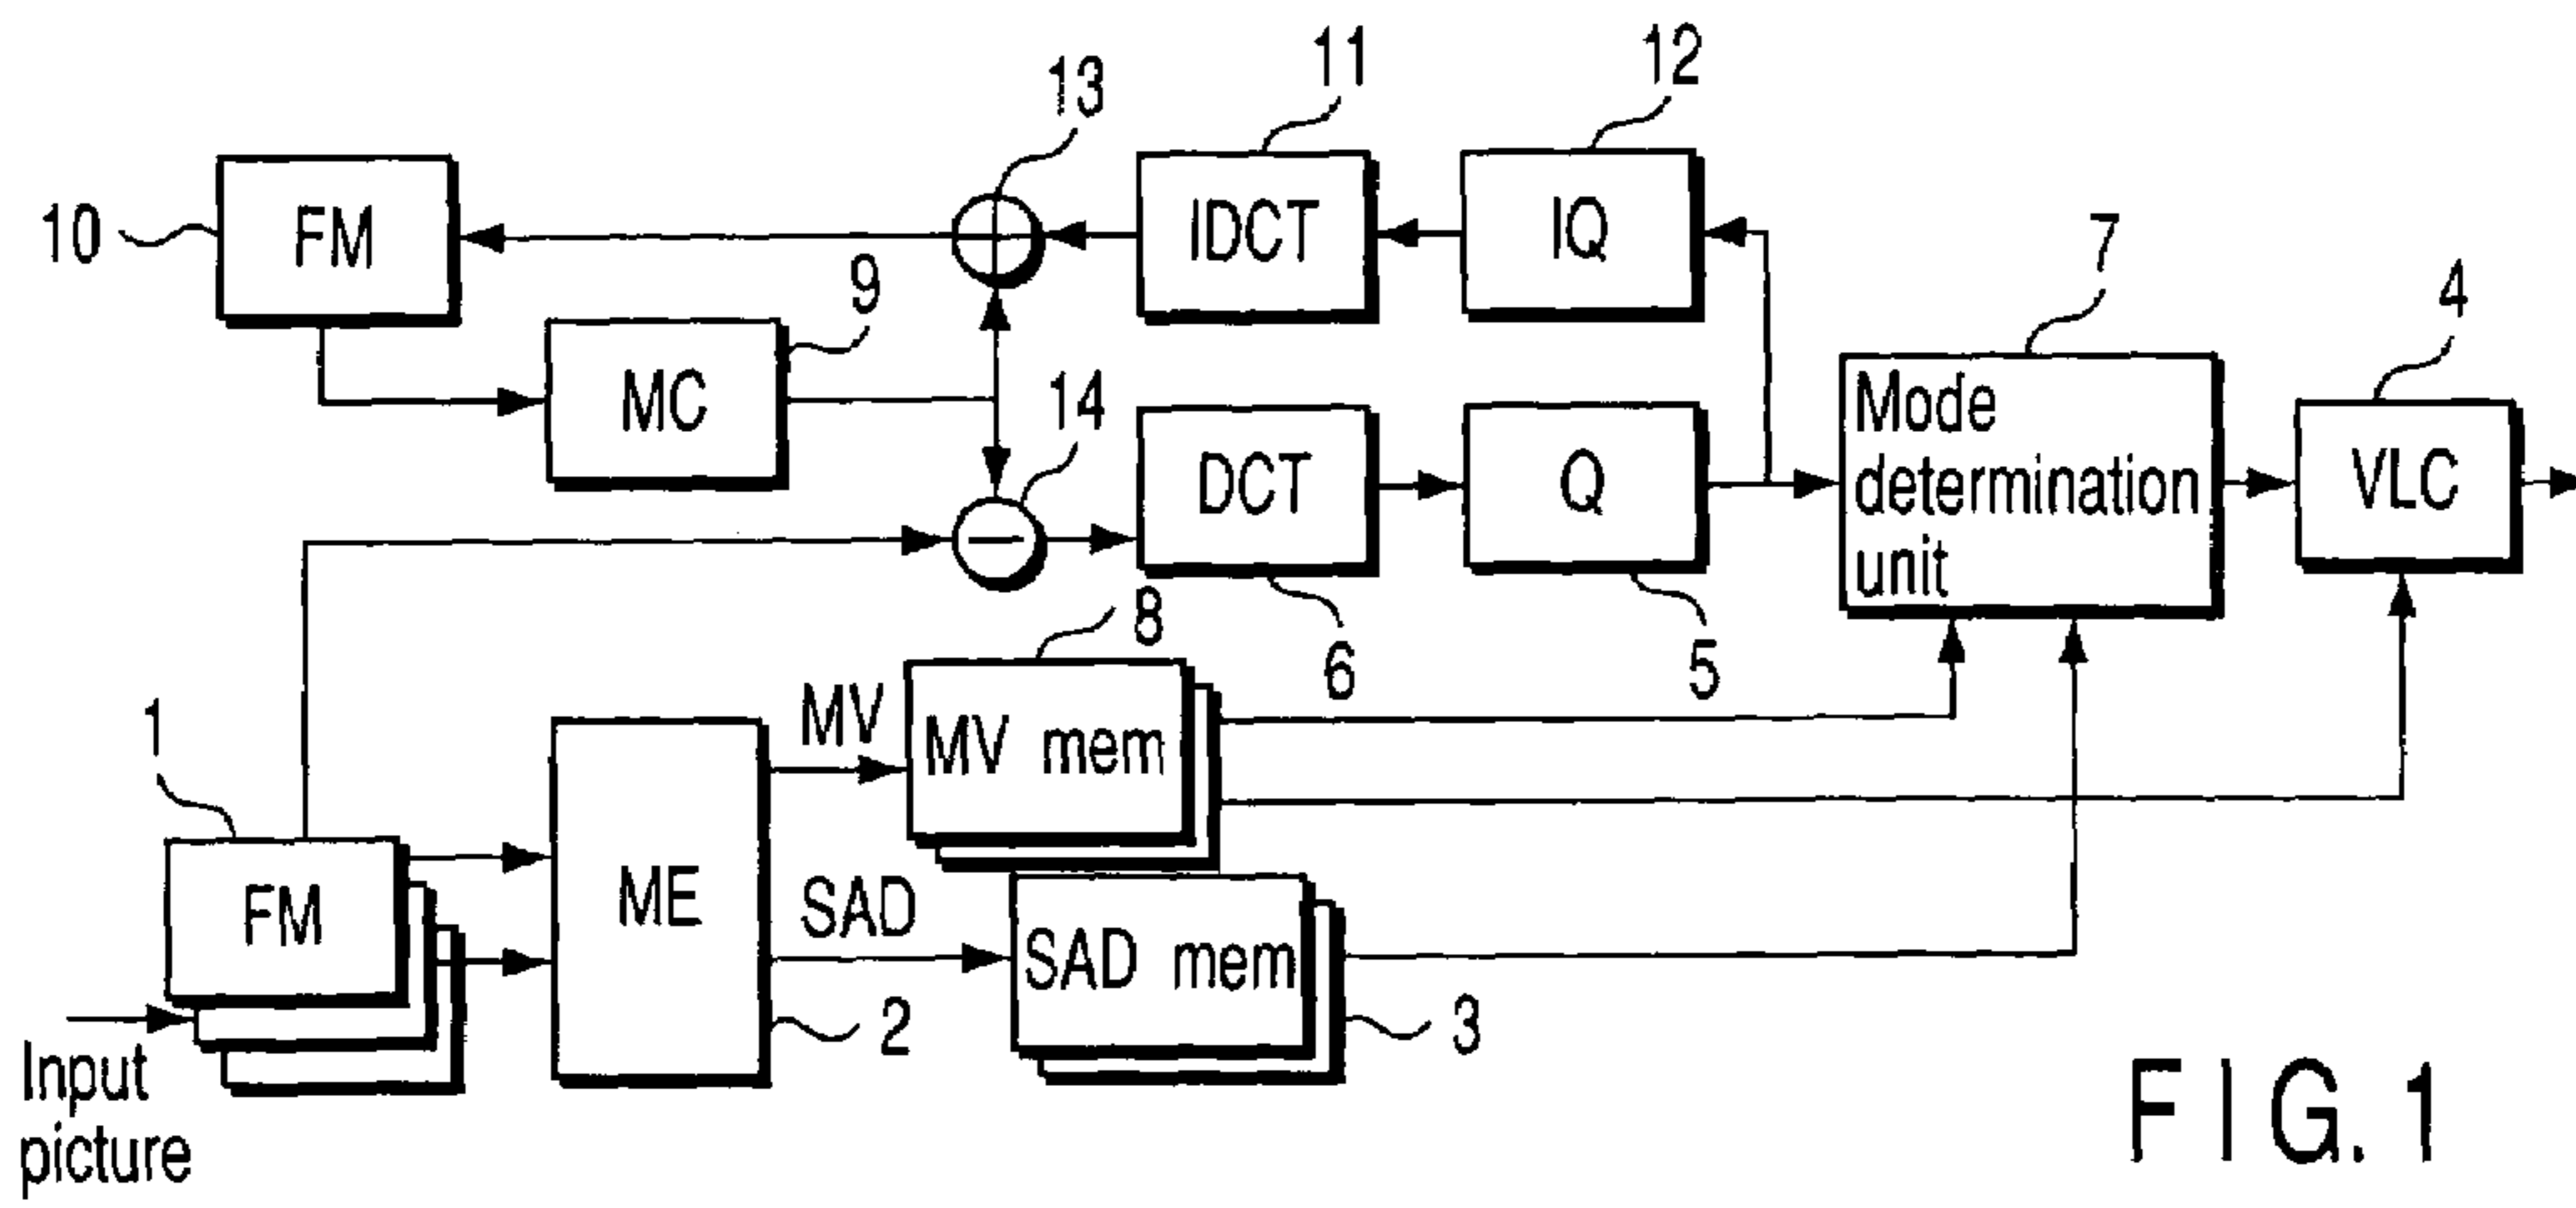 11
12
13
10
FM
IDCT
IQ
7
9
4
MC
14
Mode
determination
unit
DCT
Q
VLC
8
6
5
1
MV
MV mem
FM
ME
SAD
SAD mem
2
3
Input
picture
FIG. 1